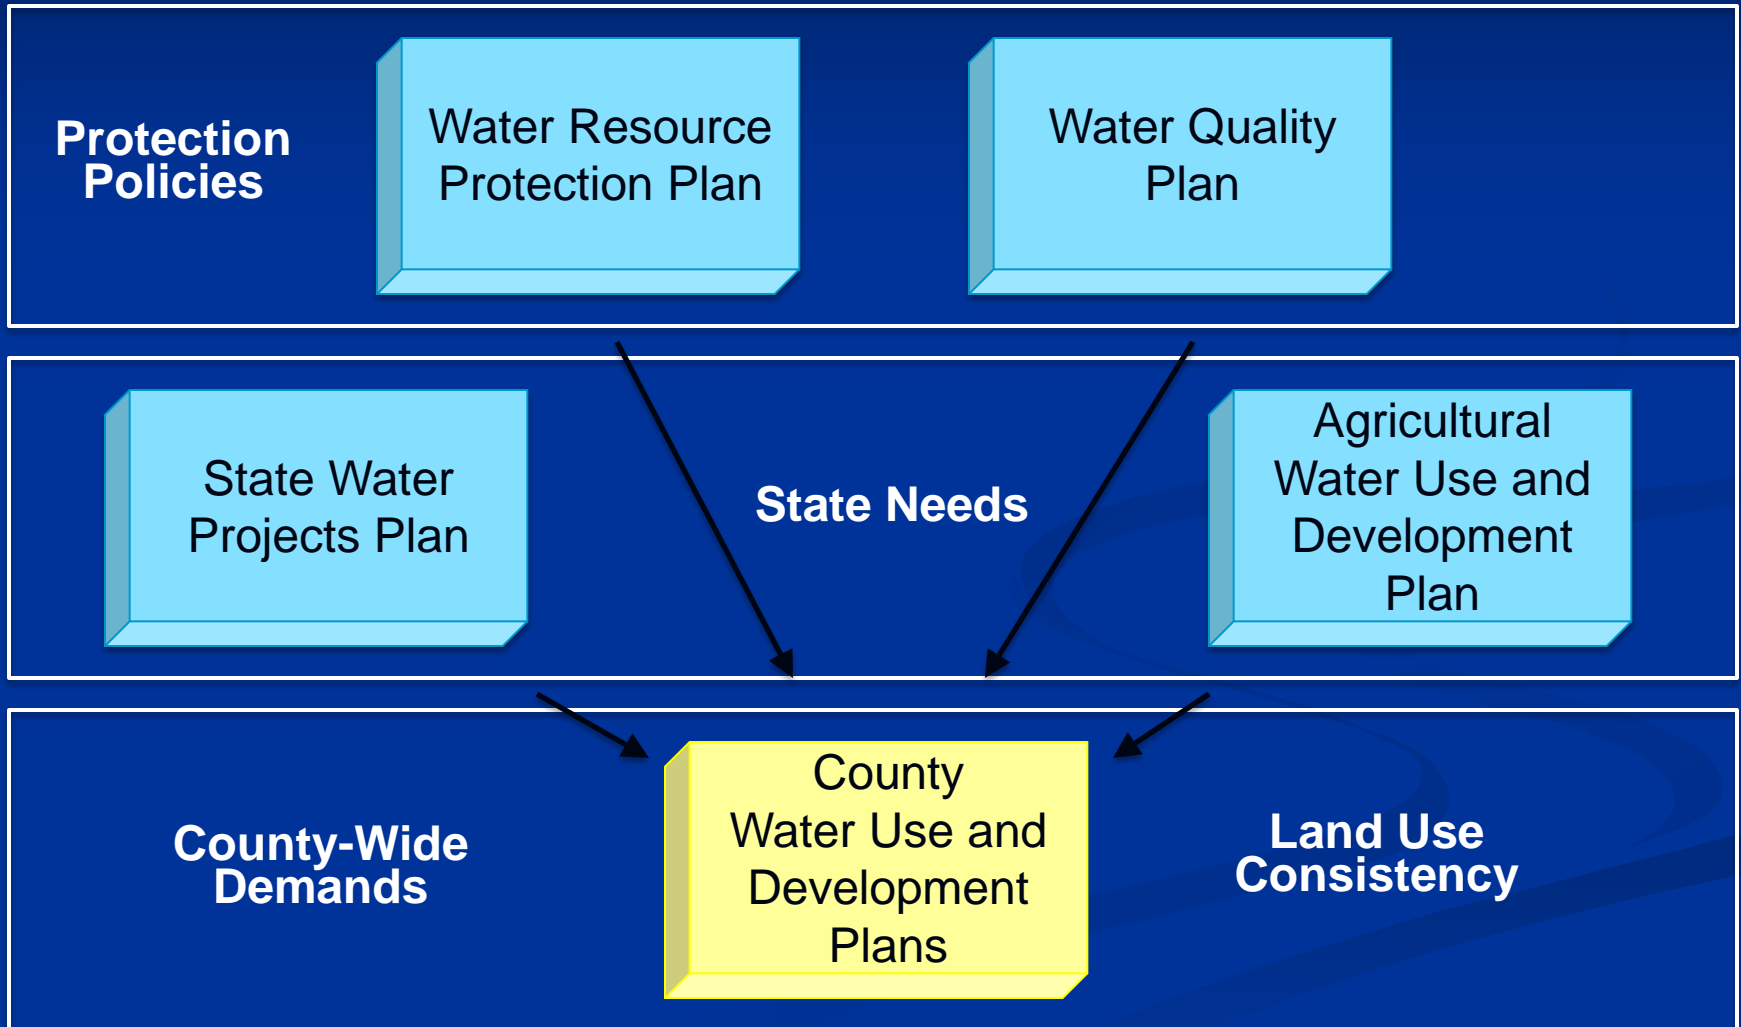 Protection
Policies
Water Resource
Protection Plan
Water Quality
Plan
State Water
Projects Plan
State Needs
Agricultural
Water Use and
Development
Plan
County-Wide
Demands
County
Water Use and
Development
Plans
Land Use
Consistency